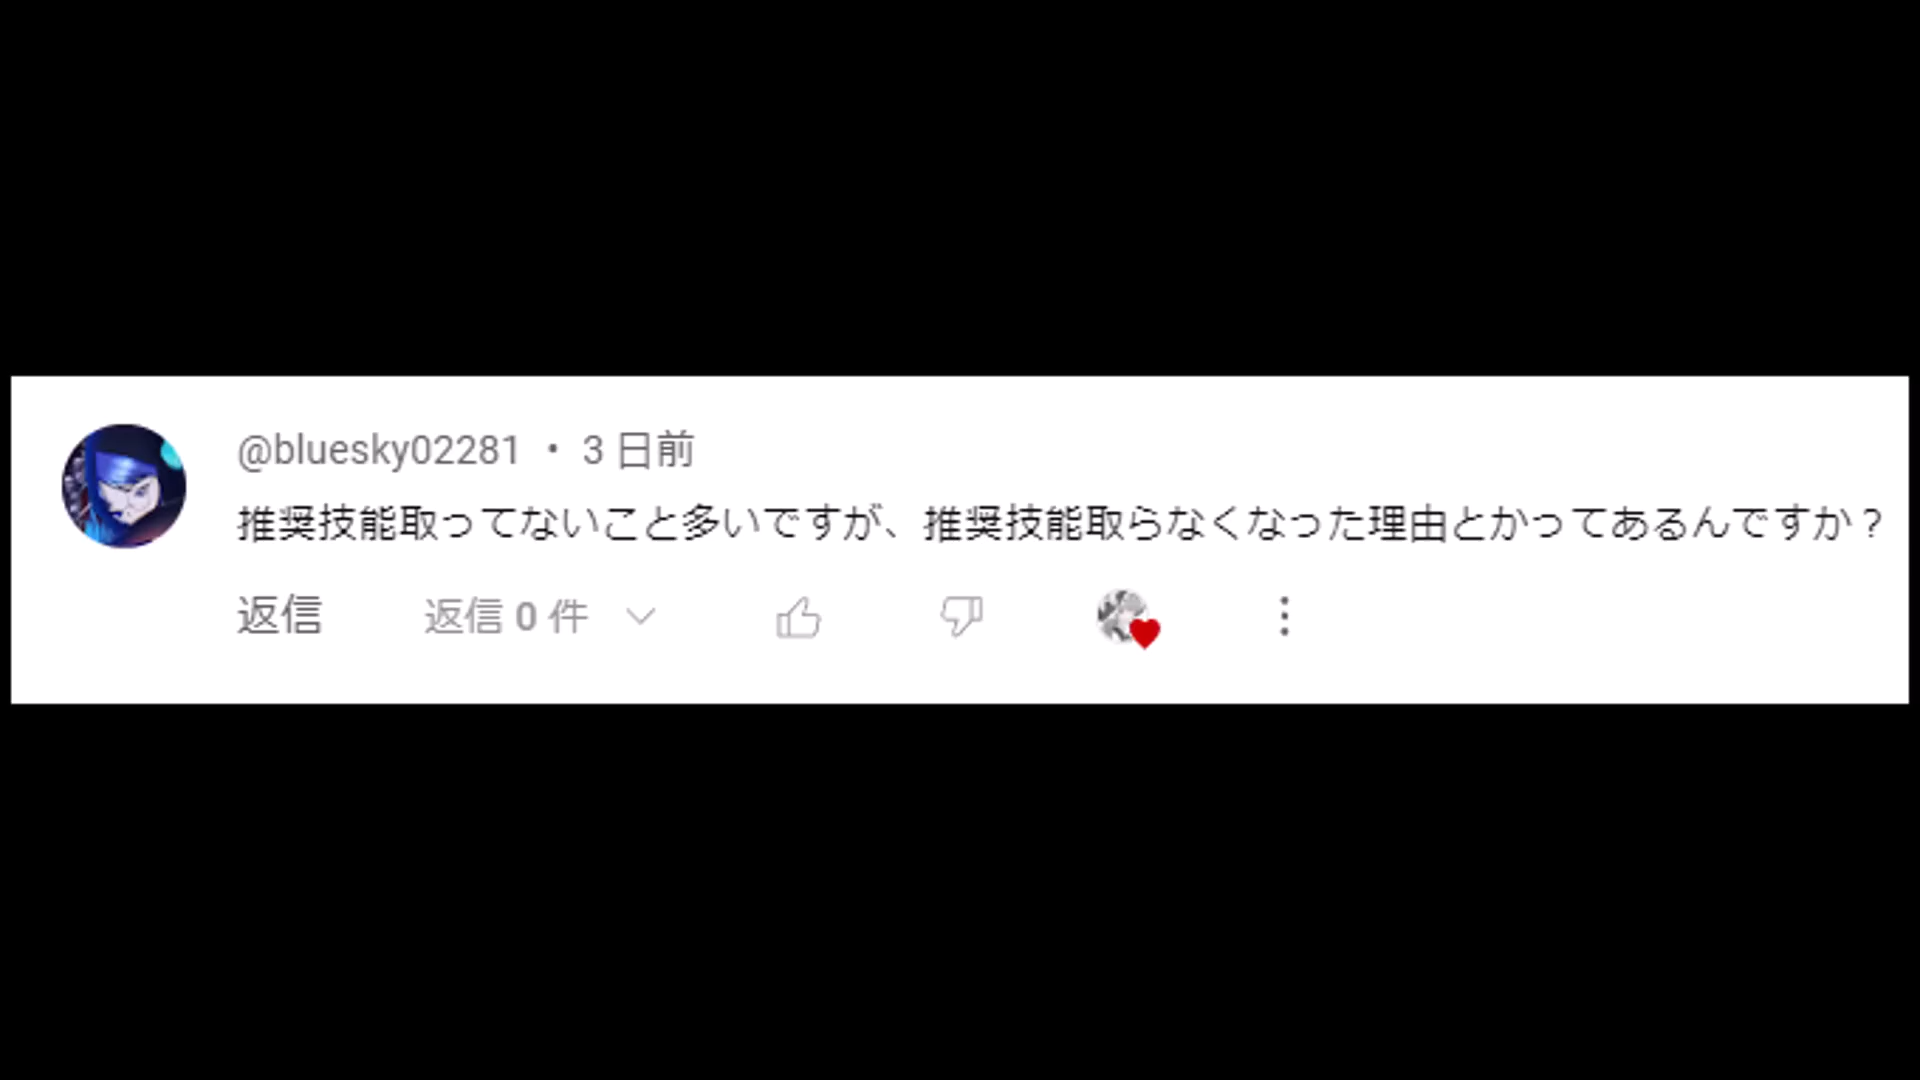 @bluesky02281 ・ 3 日前
推奨技能取ってないこと多いですが、推奨技能取らなくなった理由とかってあるんですか？
返信 返信 0 件